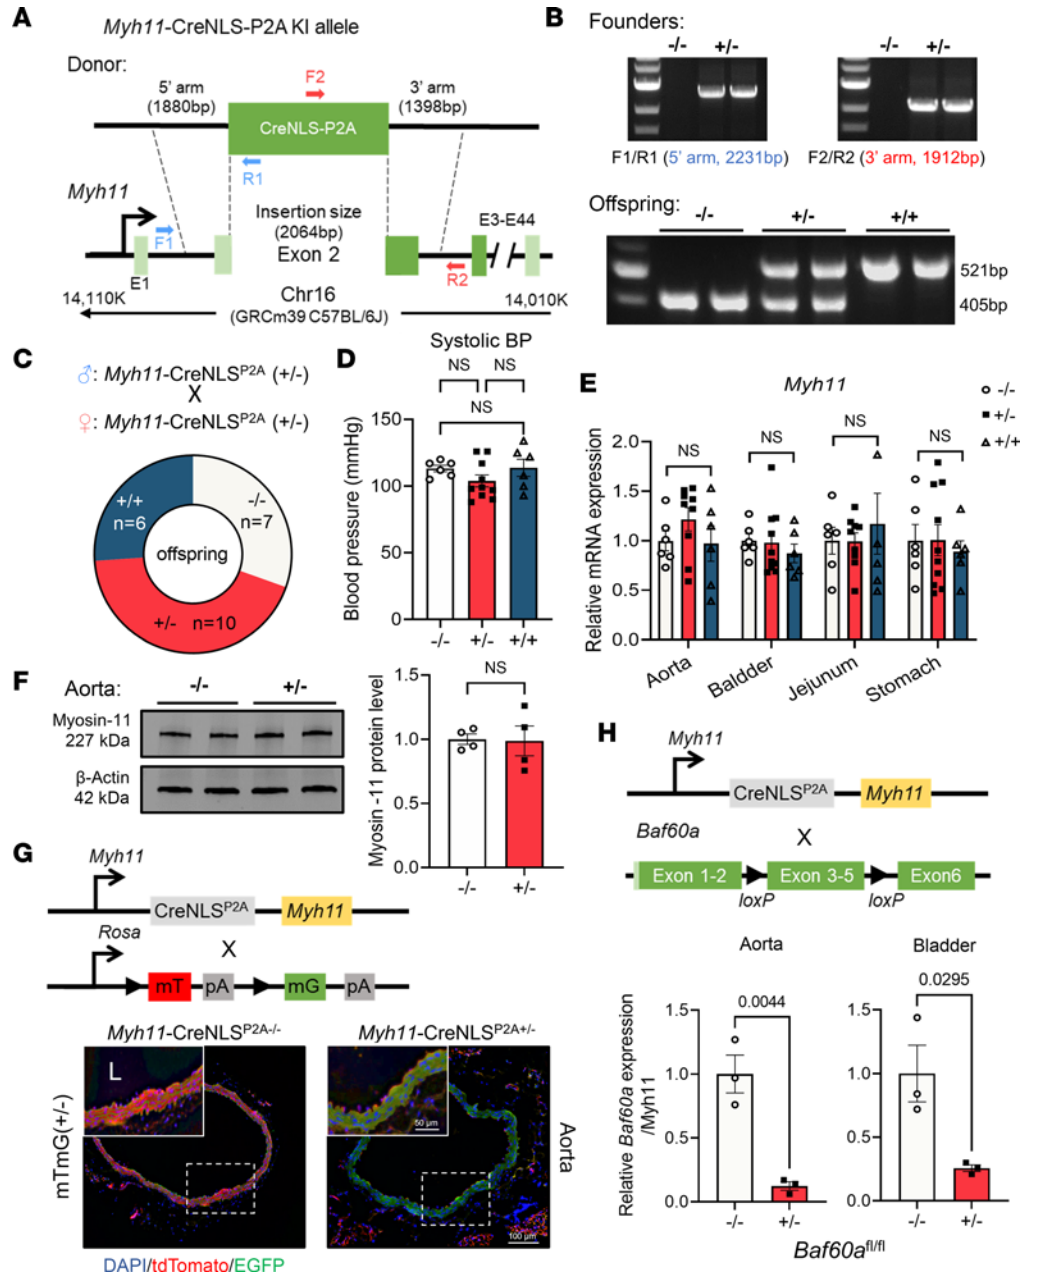 A
Myh11-CreNLS-P2A KI allele
Donor:
5' arm
(1880bp)
F2
3' arm
(1398bp)
CreNLS-P2A
R1
Myh11
F1
Insertion size
(2064bp)
Exon 2
E3-E44
E1
R2
14,110K
Chr16
14,010K
(GRCm39 C57BL/6J)
B
Founders:
-/- +/- -/- +/-
F1/R1 (5' arm, 2231bp) F2/R2 (3' arm, 1912bp)
Offspring:
-/- +/- +/+
521bp
405bp
C
♂: Myh11-CreNLSP2A (+/-)
X
♀: Myh11-CreNLSP2A (+/-)
+/+
n=6
-/-
n=7
offspring
+/- n=10
D
Systolic BP
NS NS
NS
Blood pressure (mmHg)
150
100
50
0
-/- +/- +/+
E
Myh11
-/-
+/-
+/+
Relative mRNA expression
2.0
1.5
1.0
0.5
0.0
NS NS NS NS
Aorta Baldder Jejunum Stomach
F
Aorta: -/- +/-
Myosin-11
227 kDa
β-Actin
42 kDa
Myosin -11 protein level
1.5
1.0
0.5
0.0
NS
-/- +/-
G
Myh11
CreNLSP2A Myh11
Rosa
X
mT pA mG pA
Myh11-CreNLSP2A-/- Myh11-CreNLSP2A+/-
mTmG(+/-)
L
50 μm
100 μm
Aorta
DAPI/tdTomato/EGFP
H
Myh11
CreNLSP2A Myh11
Baf60a
X
Exon 1-2 Exon 3-5 Exon6
loxP loxP
Aorta Bladder
Relative Baf60a expression
/Myh11
1.5
1.0
0.5
0.0
0.0044
-/- +/-
1.5
1.0
0.5
0.0
0.0295
-/- +/-
Baf60afl/fl